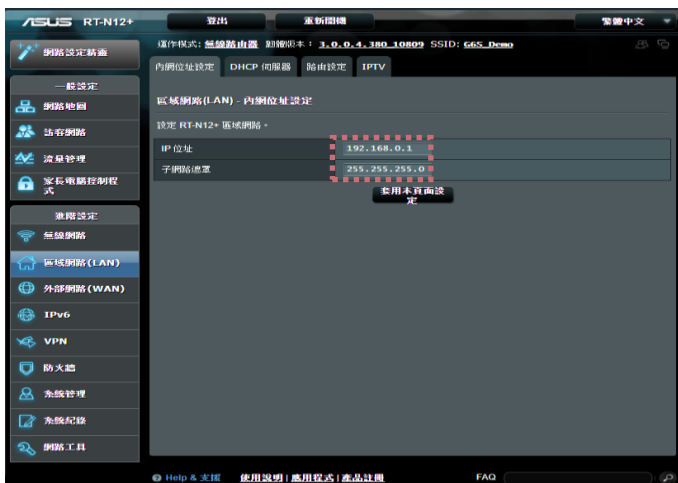 ASUS RT-N12+ 登出 重新開機 繁體中文
運作模式: 無線路由器 韌體版本: 3.0.0.4.380_10809 SSID: G65_Demo
網路設定精靈
內網位址設定 DHCP 伺服器 路由設定 IPTV
一般設定
網路地圖
訪客網路
流量管理
家長電腦控制程式
進階設定
無線網路
區域網路(LAN)
外部網路(WAN)
IPv6
VPN
防火牆
系統管理
系統紀錄
網路工具
區域網路(LAN) - 內網位址設定
設定 RT-N12+ 區域網路。
IP 位址 192.168.0.1
子網路遮罩 255.255.255.0
套用本頁面設定
Help & 支援 使用說明 | 應用程式 | 產品註冊 FAQ